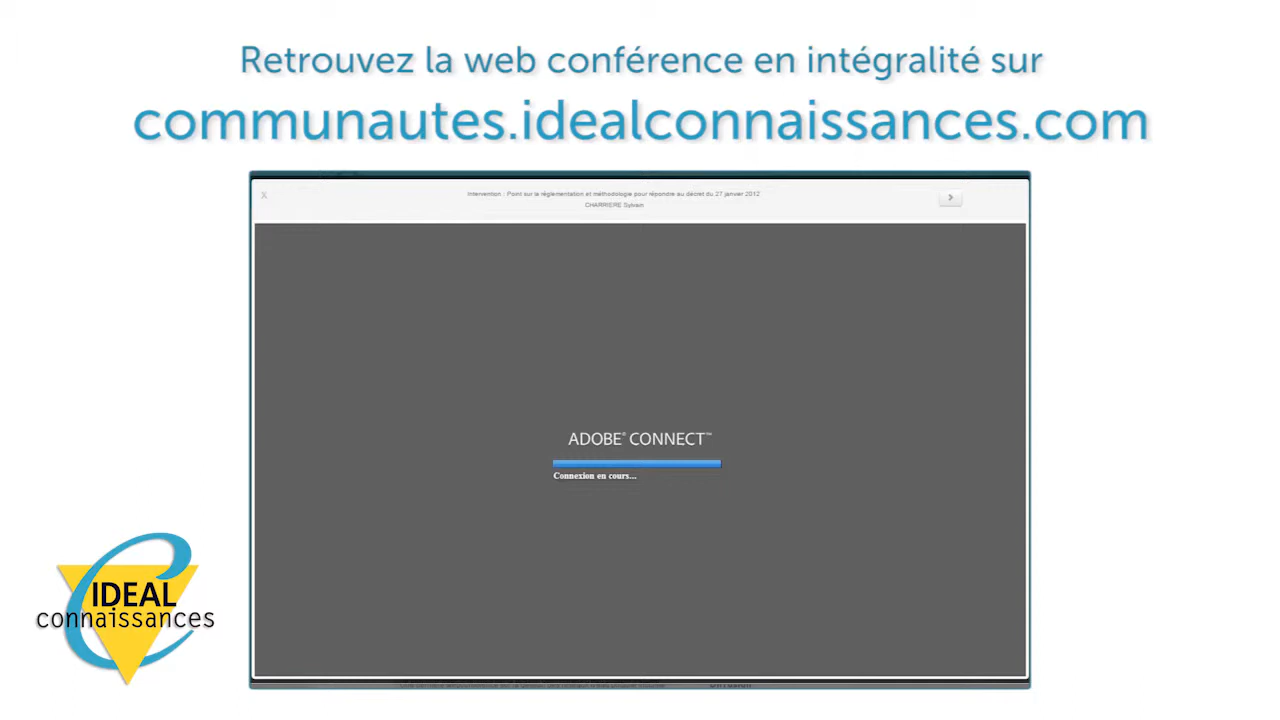 Retrouvez la web conférence en intégralité sur
communautes.idealconnaissances.com
X
Intervention : Point sur la réglementation et méthodologie pour répondre au décret du 27 janvier 2012
CHARRIERE Sylvain
ADOBE® CONNECT™
Connexion en cours...
IDEAL
connaissances